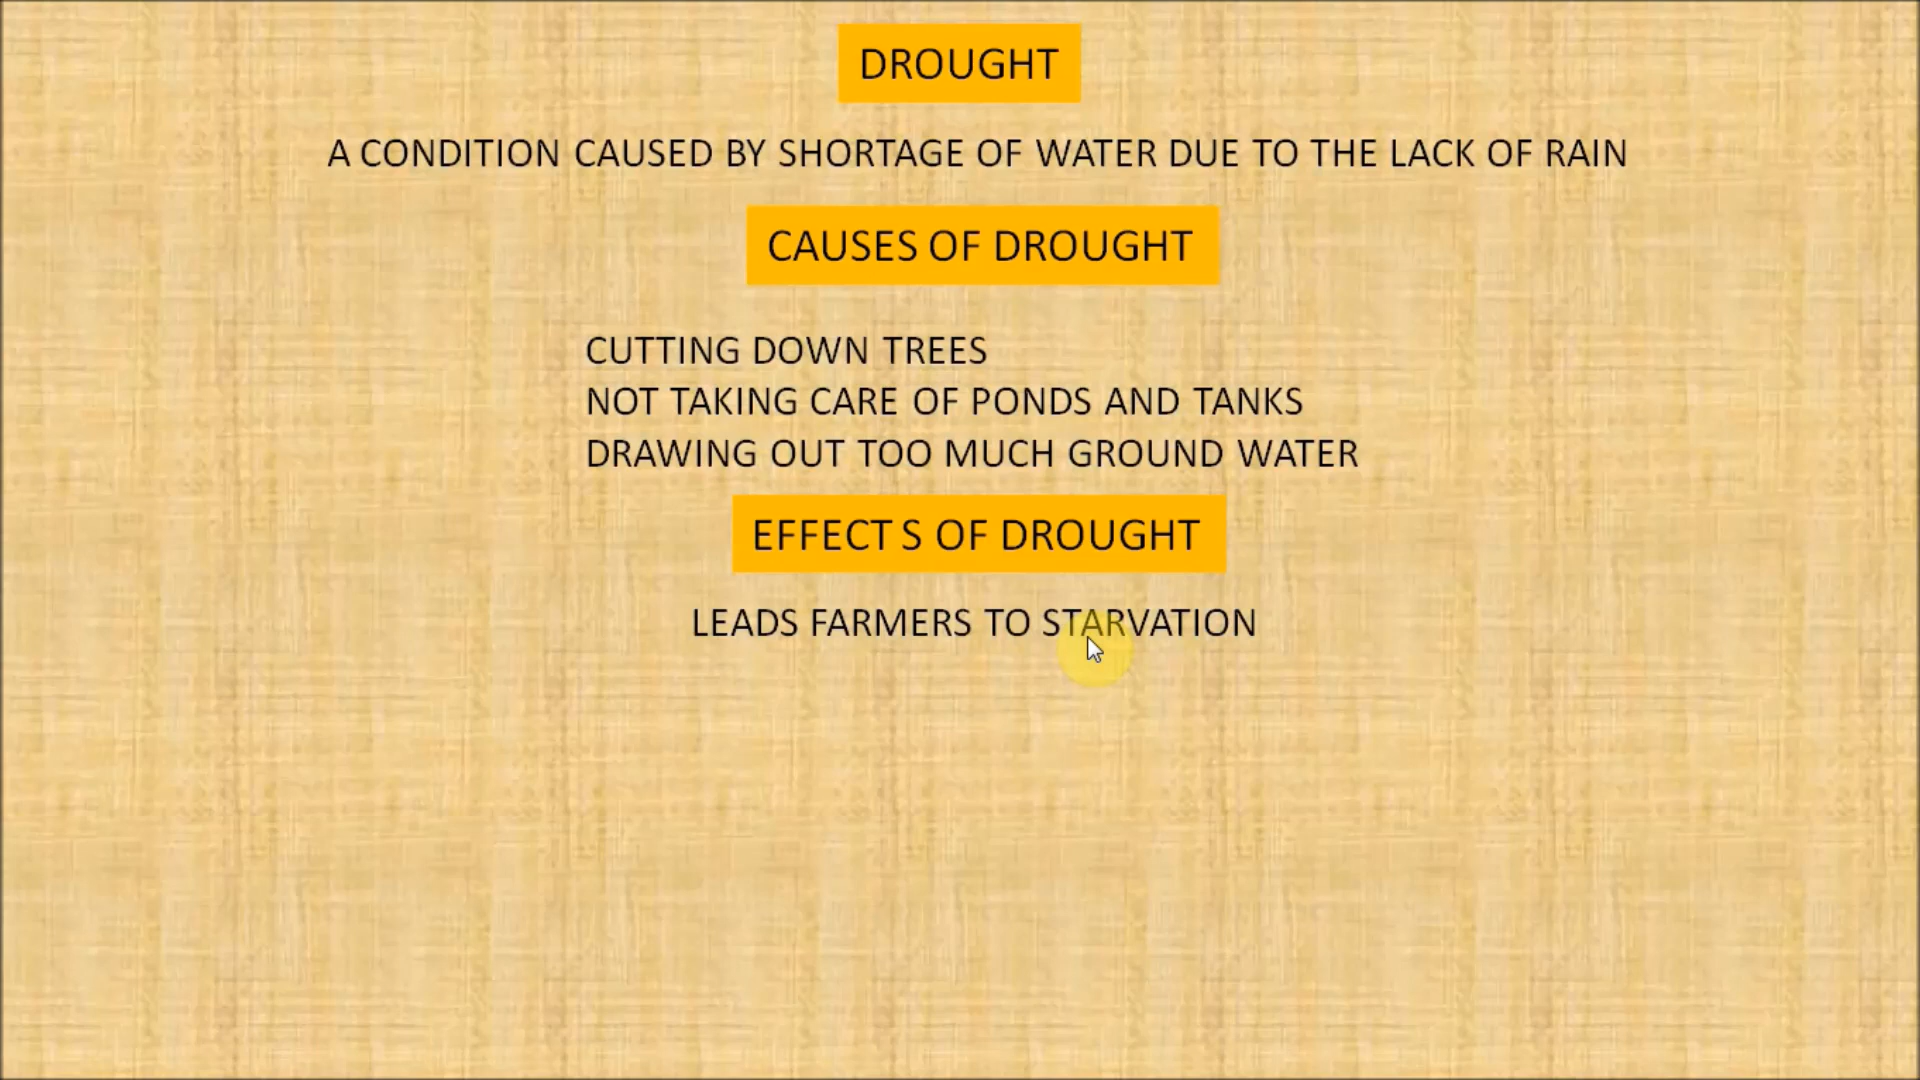 DROUGHT
A CONDITION CAUSED BY SHORTAGE OF WATER DUE TO THE LACK OF RAIN
CAUSES OF DROUGHT
CUTTING DOWN TREES
NOT TAKING CARE OF PONDS AND TANKS
DRAWING OUT TOO MUCH GROUND WATER
EFFECT S OF DROUGHT
LEADS FARMERS TO STARVATION